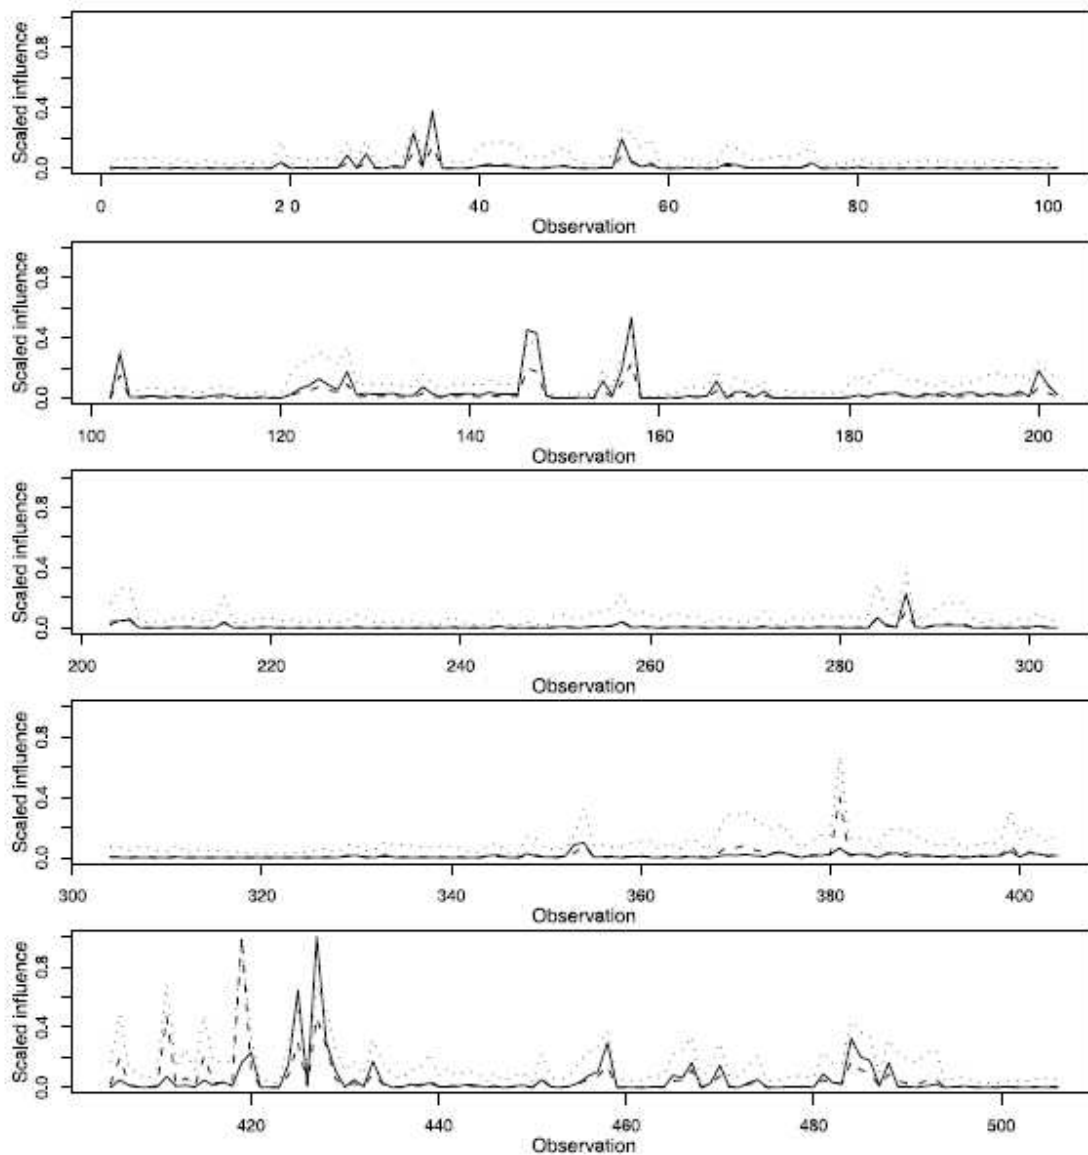 Scaled influence
0.0 0.4 0.8
0 2 0 40 60 80 100
Observation
Scaled influence
0.0 0.4 0.8
100 120 140 160 180 200
Observation
Scaled influence
0.0 0.4 0.8
200 220 240 260 280 300
Observation
Scaled influence
0.0 0.4 0.8
300 320 340 360 380 400
Observation
Scaled influence
0.0 0.4 0.8
420 440 460 480 500
Observation